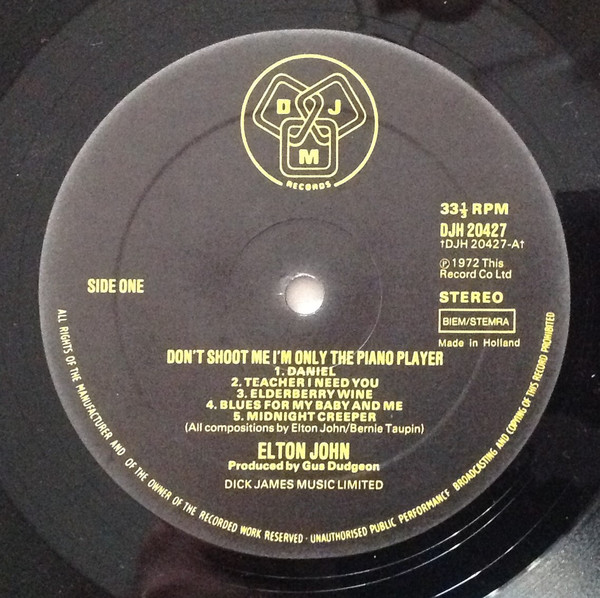 D J
M
RECORDS
33⅓ RPM
DJH 20427
†DJH 20427-A†
Ⓟ 1972 This
Record Co Ltd
SIDE ONE
STEREO
BIEM/STEMRA
Made in Holland
DON'T SHOOT ME I'M ONLY THE PIANO PLAYER
1. DANIEL
2. TEACHER I NEED YOU
3. ELDERBERRY WINE
4. BLUES FOR MY BABY AND ME
5. MIDNIGHT CREEPER
(All compositions by Elton John/Bernie Taupin)
ELTON JOHN
Produced by Gus Dudgeon
DICK JAMES MUSIC LIMITED
ALL RIGHTS OF THE MANUFACTURER AND OF THE OWNER OF THE RECORDED WORK RESERVED · UNAUTHORISED PUBLIC PERFORMANCE BROADCASTING AND COPYING OF THIS RECORD PROHIBITED